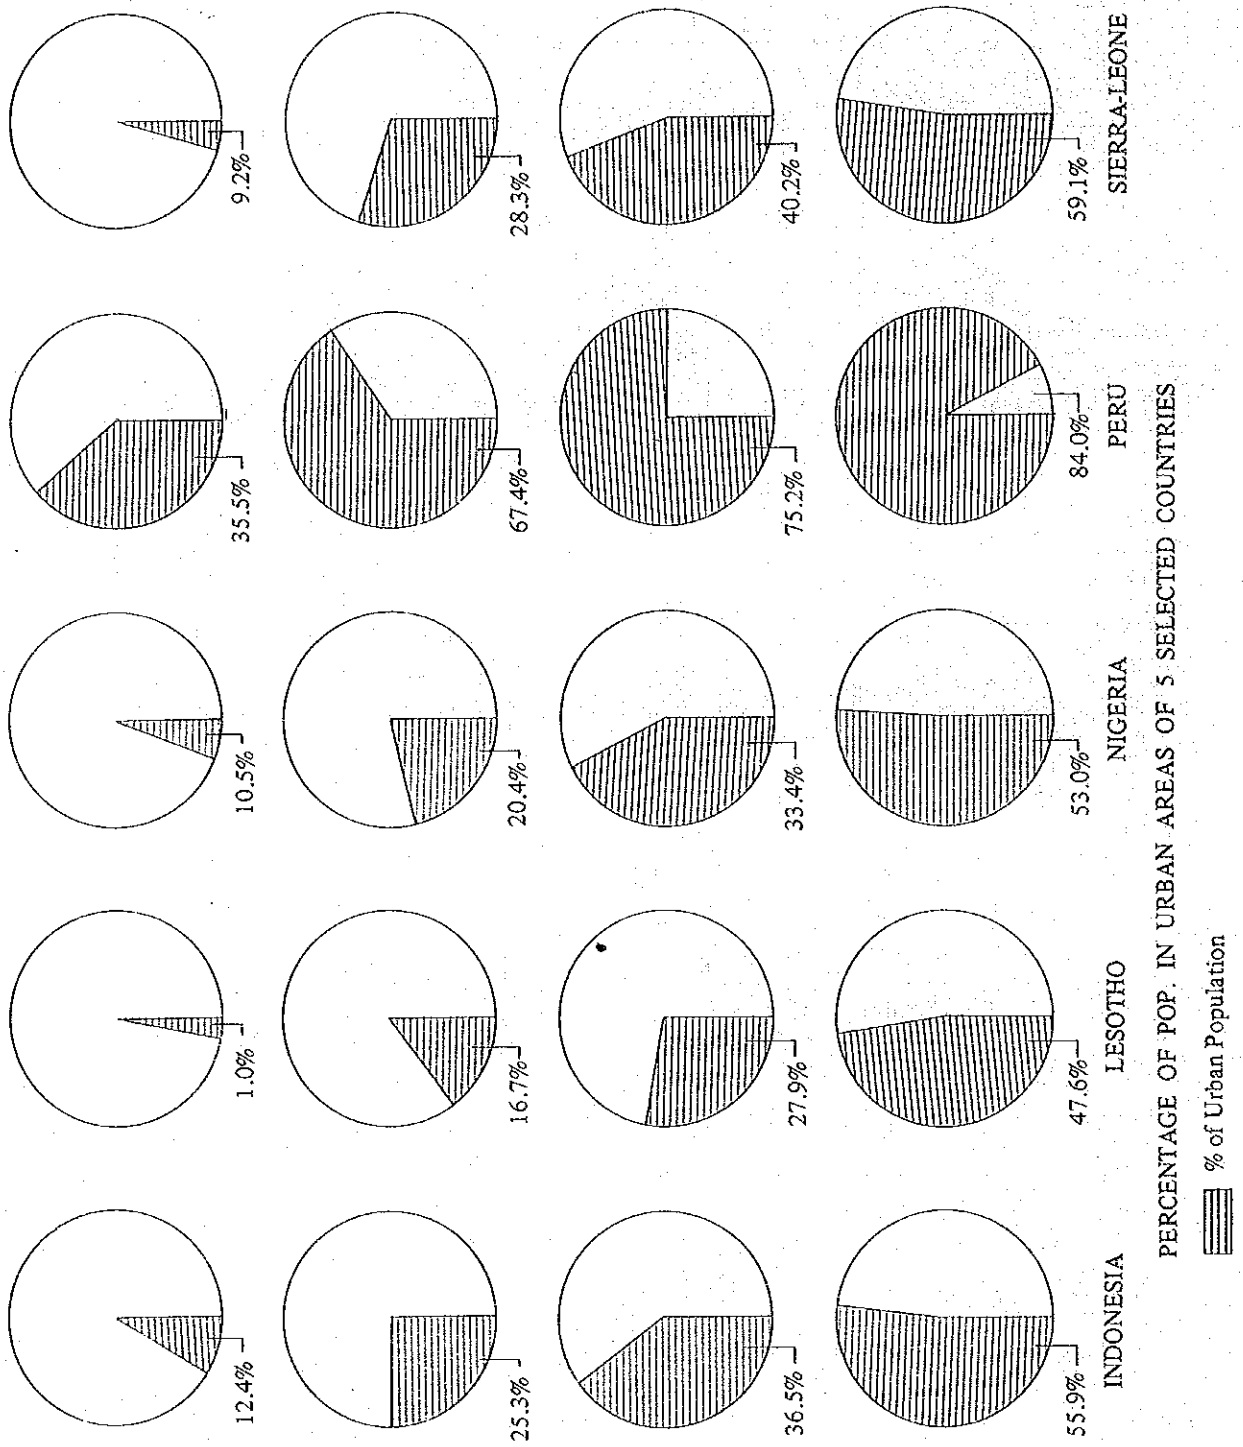 12.4%
1.0%
10.5%
35.5%
9.2%
25.3%
16.7%
20.4%
67.4%
28.3%
36.5%
27.9%
33.4%
75.2%
40.2%
55.9%
47.6%
53.0%
84.0%
59.1%
INDONESIA
LESOTHO
NIGERIA
PERU
SIERRA-LEONE
PERCENTAGE OF POP. IN URBAN AREAS OF 5 SELECTED COUNTRIES
% of Urban Population